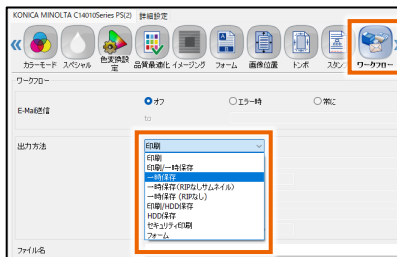 KONICA MINOLTA C14010Series PS(2) 詳細設定
カラーモード スペシャル 色変換設定 品質最適化 イメージング フォーム 画像位置 トンボ スタン ワークフロー
ワークフロー
E-Mail送信
オフ エラー時 常に
to
出力方法
印刷
印刷
印刷/一時保存
一時保存
一時保存(RIPなしサムネイル)
一時保存 (RIPなし)
印刷/HDD保存
HDD保存
セキュリティ印刷
フォーム
ファイル名